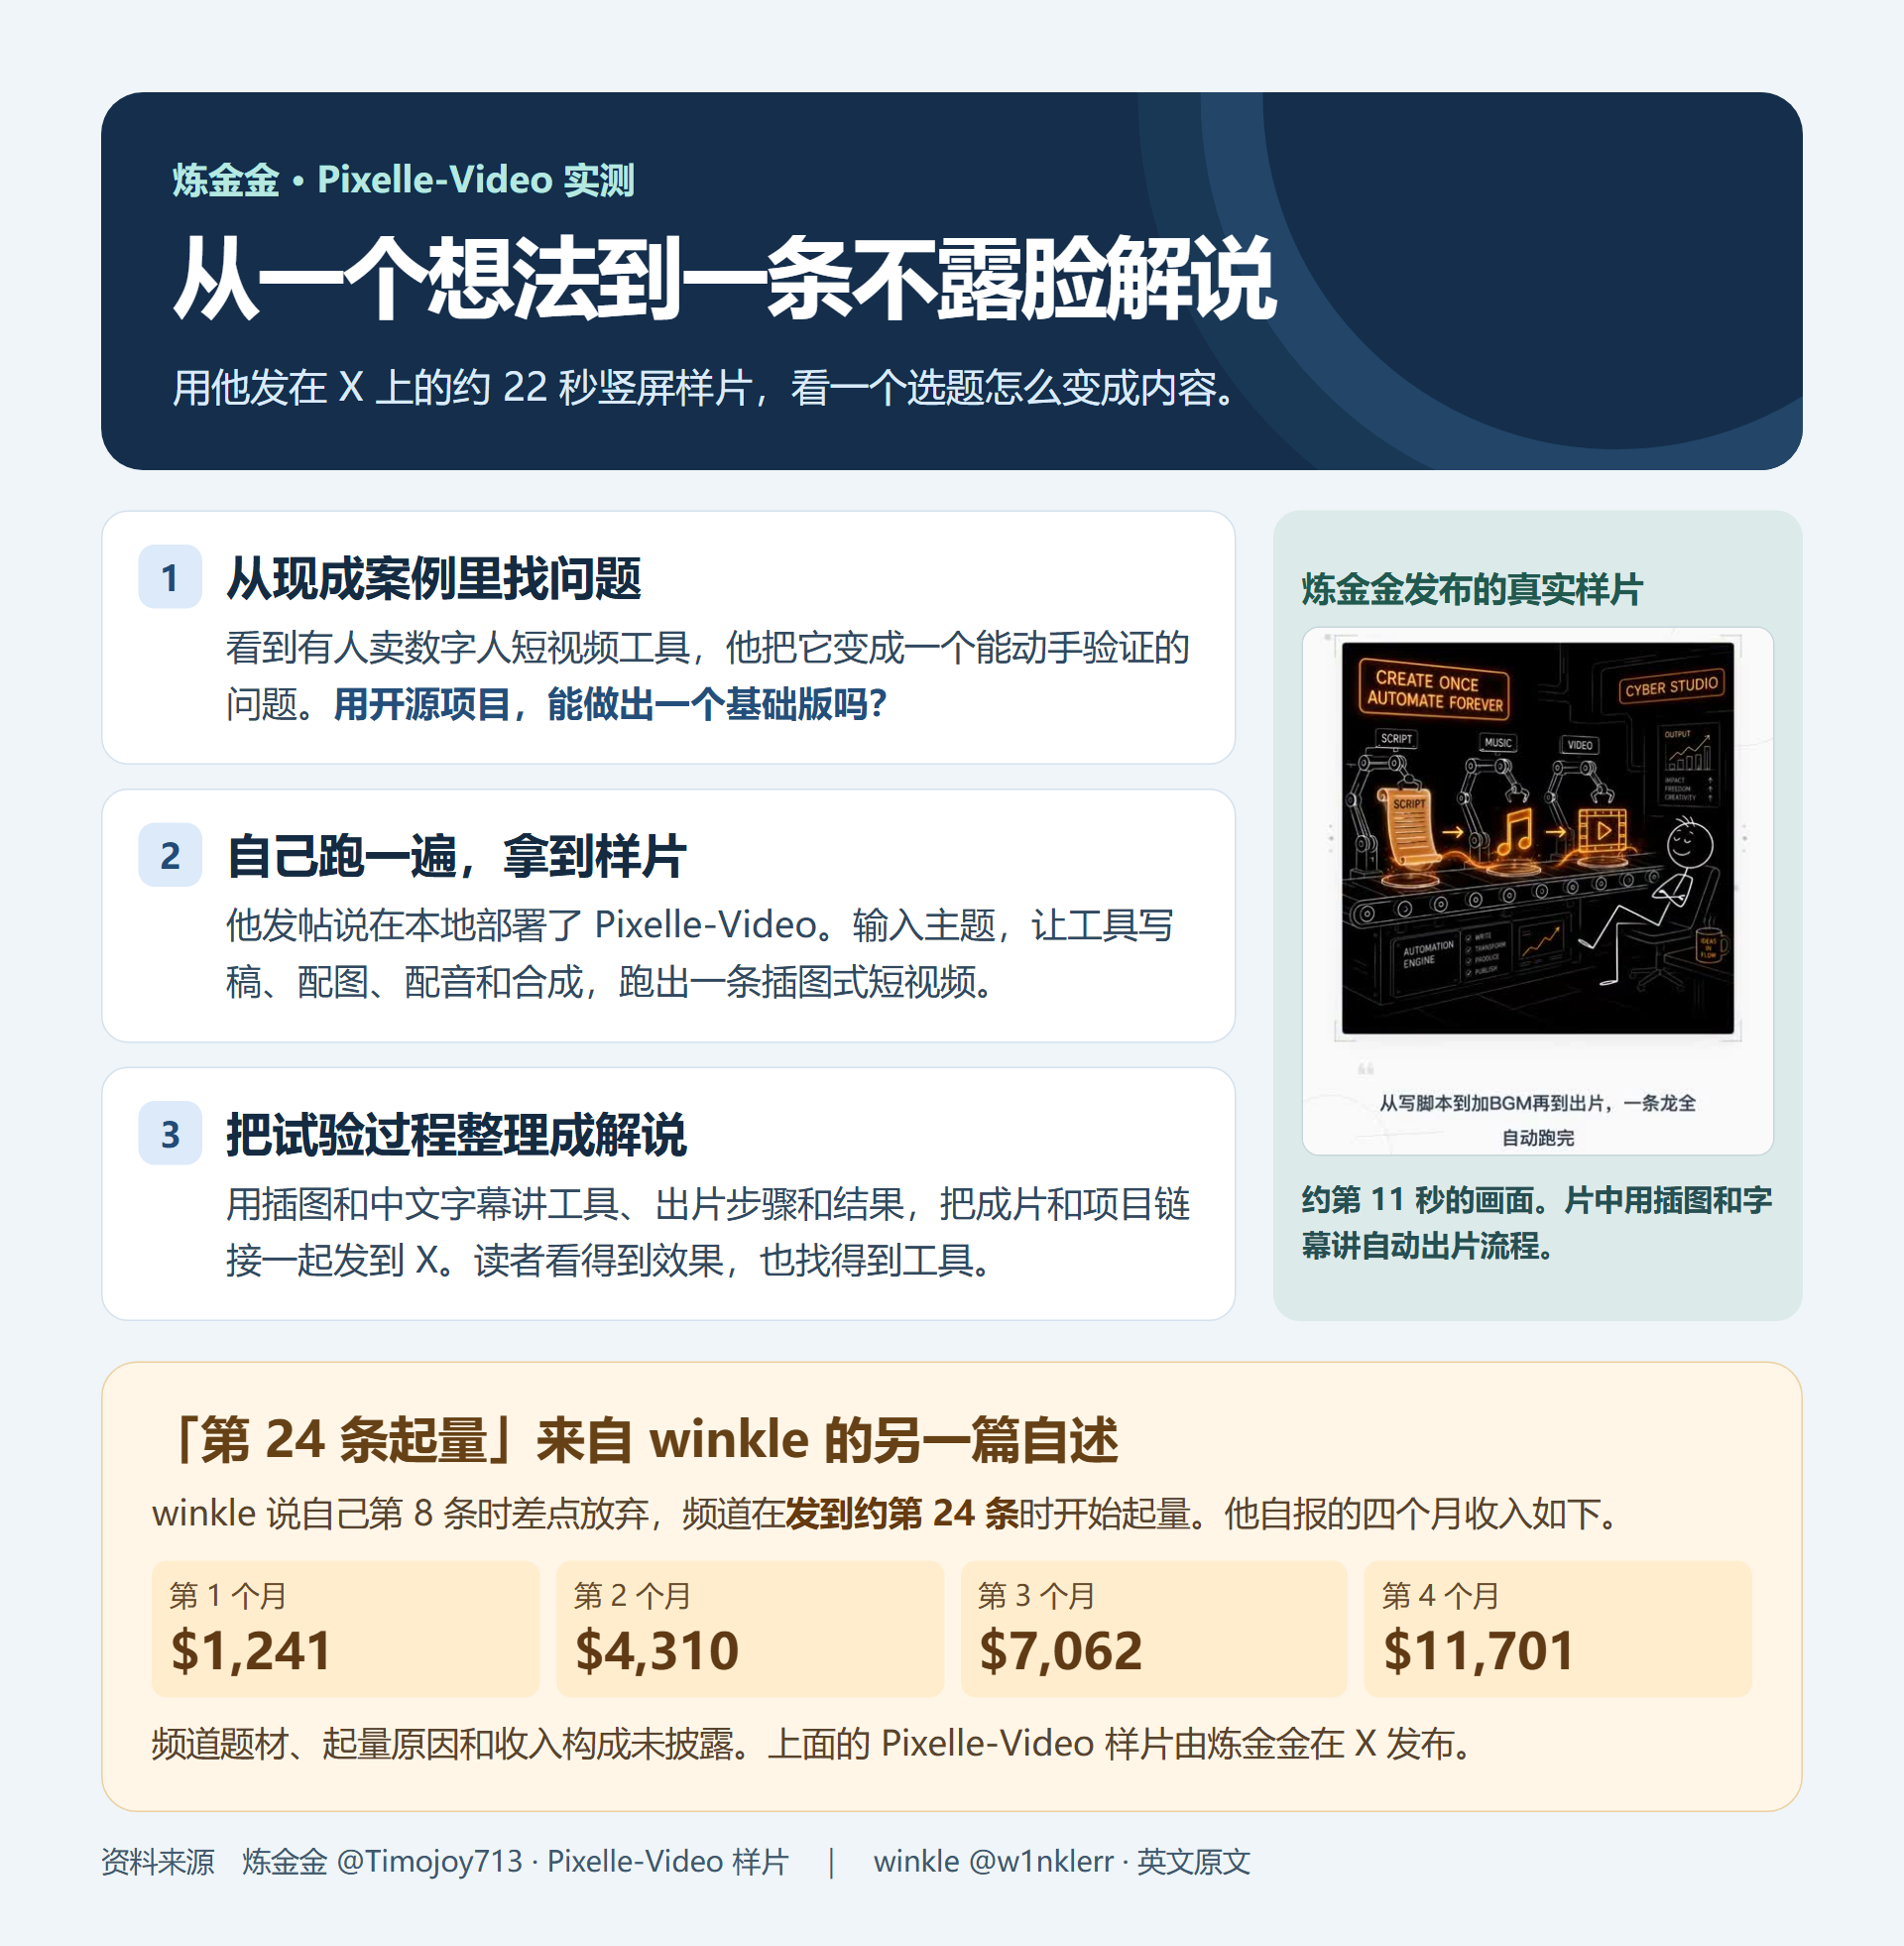 炼金金 · Pixelle-Video 实测
从一个想法到一条不露脸解说
用他发在 X 上的约 22 秒竖屏样片，看一个选题怎么变成内容。
1
从现成案例里找问题
看到有人卖数字人短视频工具，他把它变成一个能动手验证的
问题。用开源项目，能做出一个基础版吗？
2
自己跑一遍，拿到样片
他发帖说在本地部署了 Pixelle-Video。输入主题，让工具写
稿、配图、配音和合成，跑出一条插图式短视频。
3
把试验过程整理成解说
用插图和中文字幕讲工具、出片步骤和结果，把成片和项目链
接一起发到 X。读者看得到效果，也找得到工具。
炼金金发布的真实样片
CREATE ONCE
AUTOMATE FOREVER
CYBER STUDIO
SCRIPT
MUSIC
VIDEO
OUTPUT
IMPACT
FREEDOM
CREATIVITY
SCRIPT
AUTOMATION
ENGINE
WRITE
TRANSFORM
PRODUCE
PUBLISH
IDEAS
IN
FLOW
从写脚本到加BGM再到出片，一条龙全
自动跑完
约第 11 秒的画面。片中用插图和字
幕讲自动出片流程。
「第 24 条起量」来自 winkle 的另一篇自述
winkle 说自己第 8 条时差点放弃，频道在发到约第 24 条时开始起量。他自报的四个月收入如下。
第 1 个月
$1,241
第 2 个月
$4,310
第 3 个月
$7,062
第 4 个月
$11,701
频道题材、起量原因和收入构成未披露。上面的 Pixelle-Video 样片由炼金金在 X 发布。
资料来源 炼金金 @Timojoy713 · Pixelle-Video 样片 | winkle @w1nklerr · 英文原文